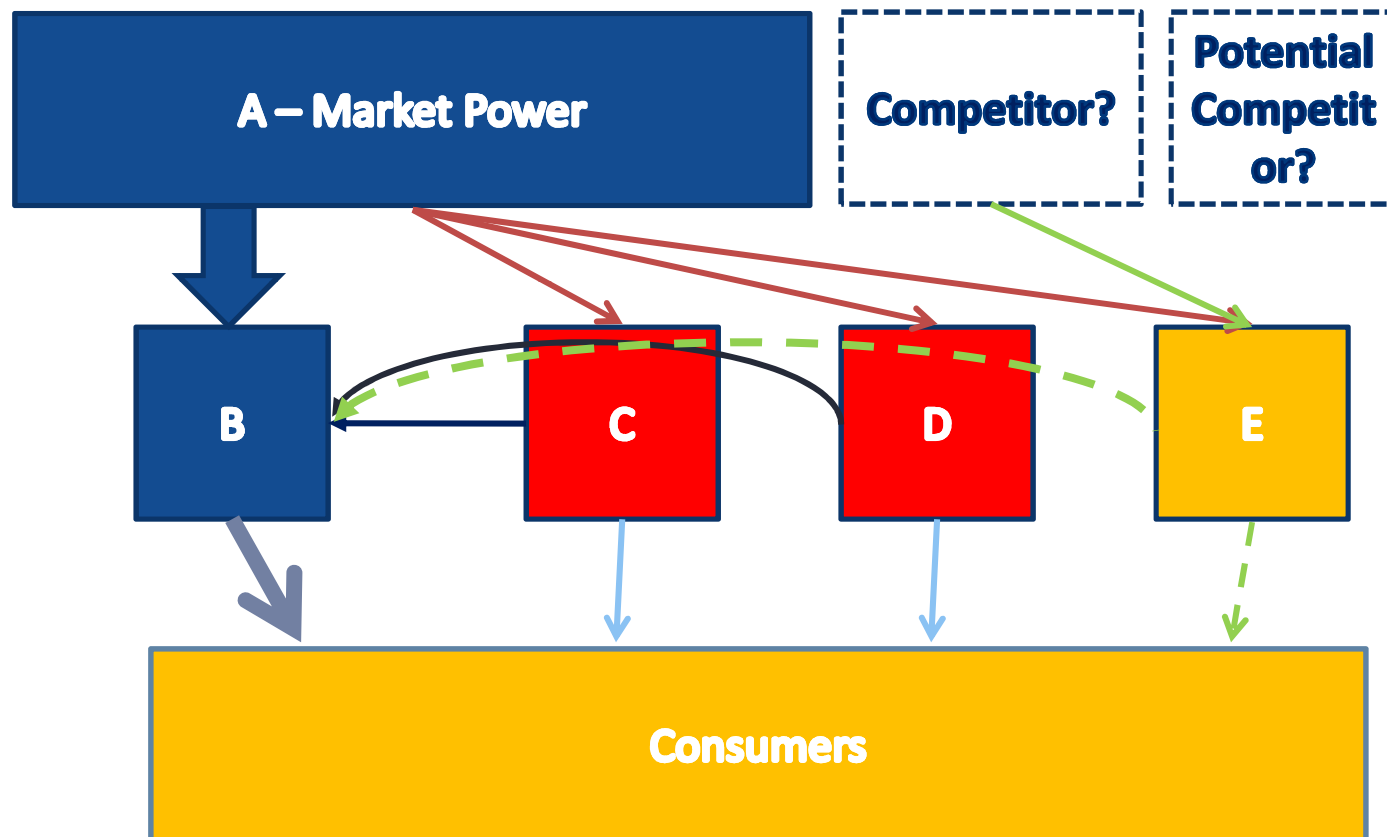 A – Market Power
Competitor?
Potential
Competit
or?
B
C
D
E
Consumers